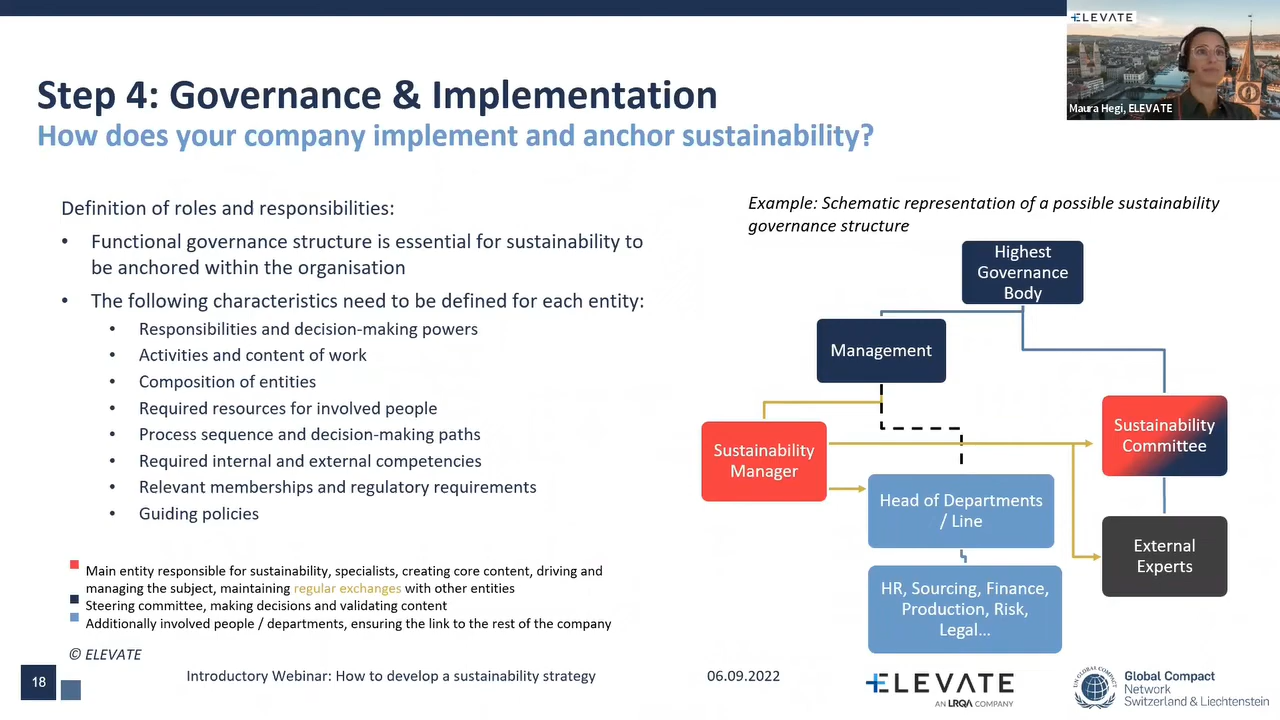 ELEVATE
Maura Hegi, ELEVATE
Step 4: Governance & Implementation
How does your company implement and anchor sustainability?
Definition of roles and responsibilities:
• Functional governance structure is essential for sustainability to
be anchored within the organisation
• The following characteristics need to be defined for each entity:
• Responsibilities and decision-making powers
• Activities and content of work
• Composition of entities
• Required resources for involved people
• Process sequence and decision-making paths
• Required internal and external competencies
• Relevant memberships and regulatory requirements
• Guiding policies
Main entity responsible for sustainability, specialists, creating core content, driving and
managing the subject, maintaining regular exchanges with other entities
Steering committee, making decisions and validating content
Additionally involved people / departments, ensuring the link to the rest of the company
© ELEVATE
Example: Schematic representation of a possible sustainability
governance structure
Highest
Governance
Body
Management
Sustainability
Manager
Sustainability
Committee
Head of Departments
/ Line
External
Experts
HR, Sourcing, Finance,
Production, Risk,
Legal...
18
Introductory Webinar: How to develop a sustainability strategy
06.09.2022
ELEVATE
AN LRQA COMPANY
UN GLOBAL COMPACT
Global Compact
Network
Switzerland & Liechtenstein